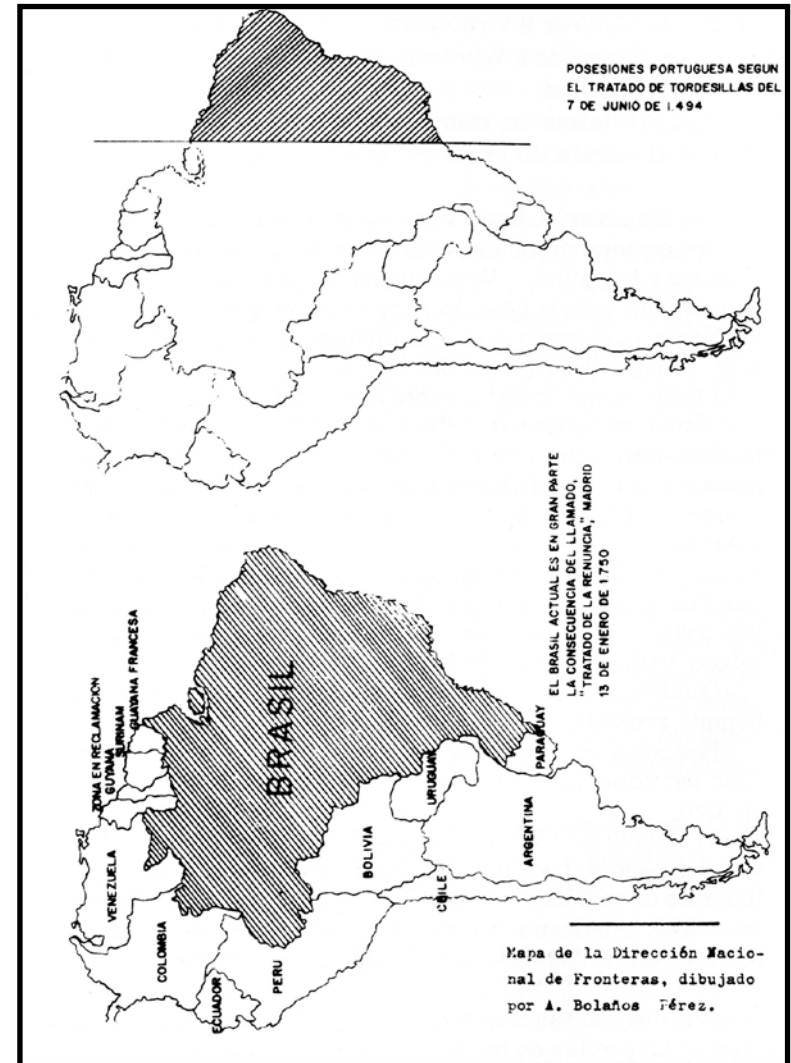 POSESIONES PORTUGUESA SEGUN
EL TRATADO DE TORDESILLAS DEL
7 DE JUNIO DE 1.494
EL BRASIL ACTUAL ES EN GRAN PARTE
LA CONSECUENCIA DEL LLAMADO,
"TRATADO DE LA RENUNCIA," MADRID
13 DE ENERO DE 1750
ZONA EN RECLAMACION
GUYANA
SURINAM
GUAYANA FRANCESA
VENEZUELA
COLOMBIA
ECUADOR
PERU
BRASIL
BOLIVIA
URUGUAY
PARAGUAY
CHILE
ARGENTINA
Mapa de la Dirección Nacio-
nal de Fronteras, dibujado
por A. Bolaños Pérez.